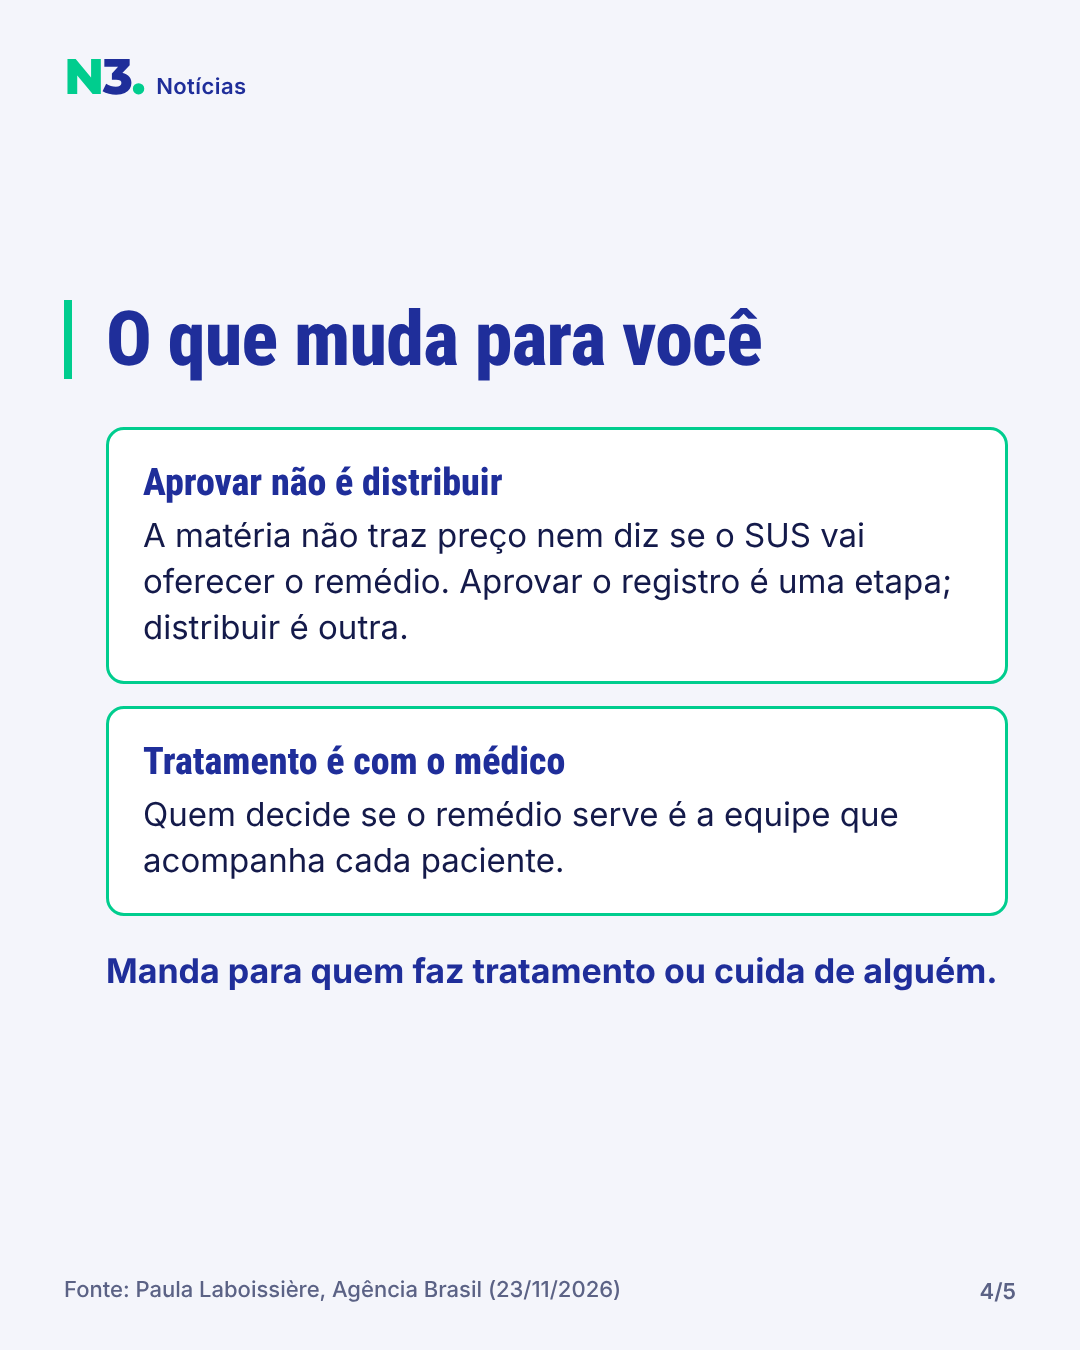 N3. Notícias
O que muda para você
Aprovar não é distribuir
A matéria não traz preço nem diz se o SUS vai
oferecer o remédio. Aprovar o registro é uma etapa;
distribuir é outra.
Tratamento é com o médico
Quem decide se o remédio serve é a equipe que
acompanha cada paciente.
Manda para quem faz tratamento ou cuida de alguém.
Fonte: Paula Laboissière, Agência Brasil (23/11/2026)
4/5